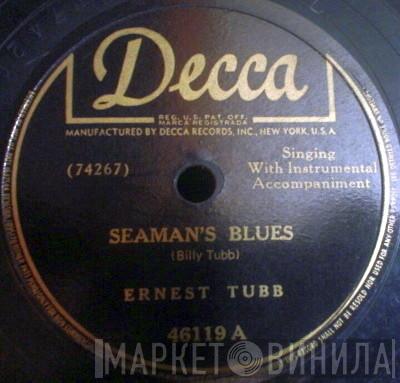 Decca
REG. U.S. PAT. OFF.
MARCA REGISTRADA
MANUFACTURED BY DECCA RECORDS, INC., NEW YORK, U.S.A.
(74267)
Singing
With Instrumental
Accompaniment
SEAMAN'S BLUES
(Billy Tubb)
ERNEST TUBB
46119 A
МАРКЕТ ВИНИЛА